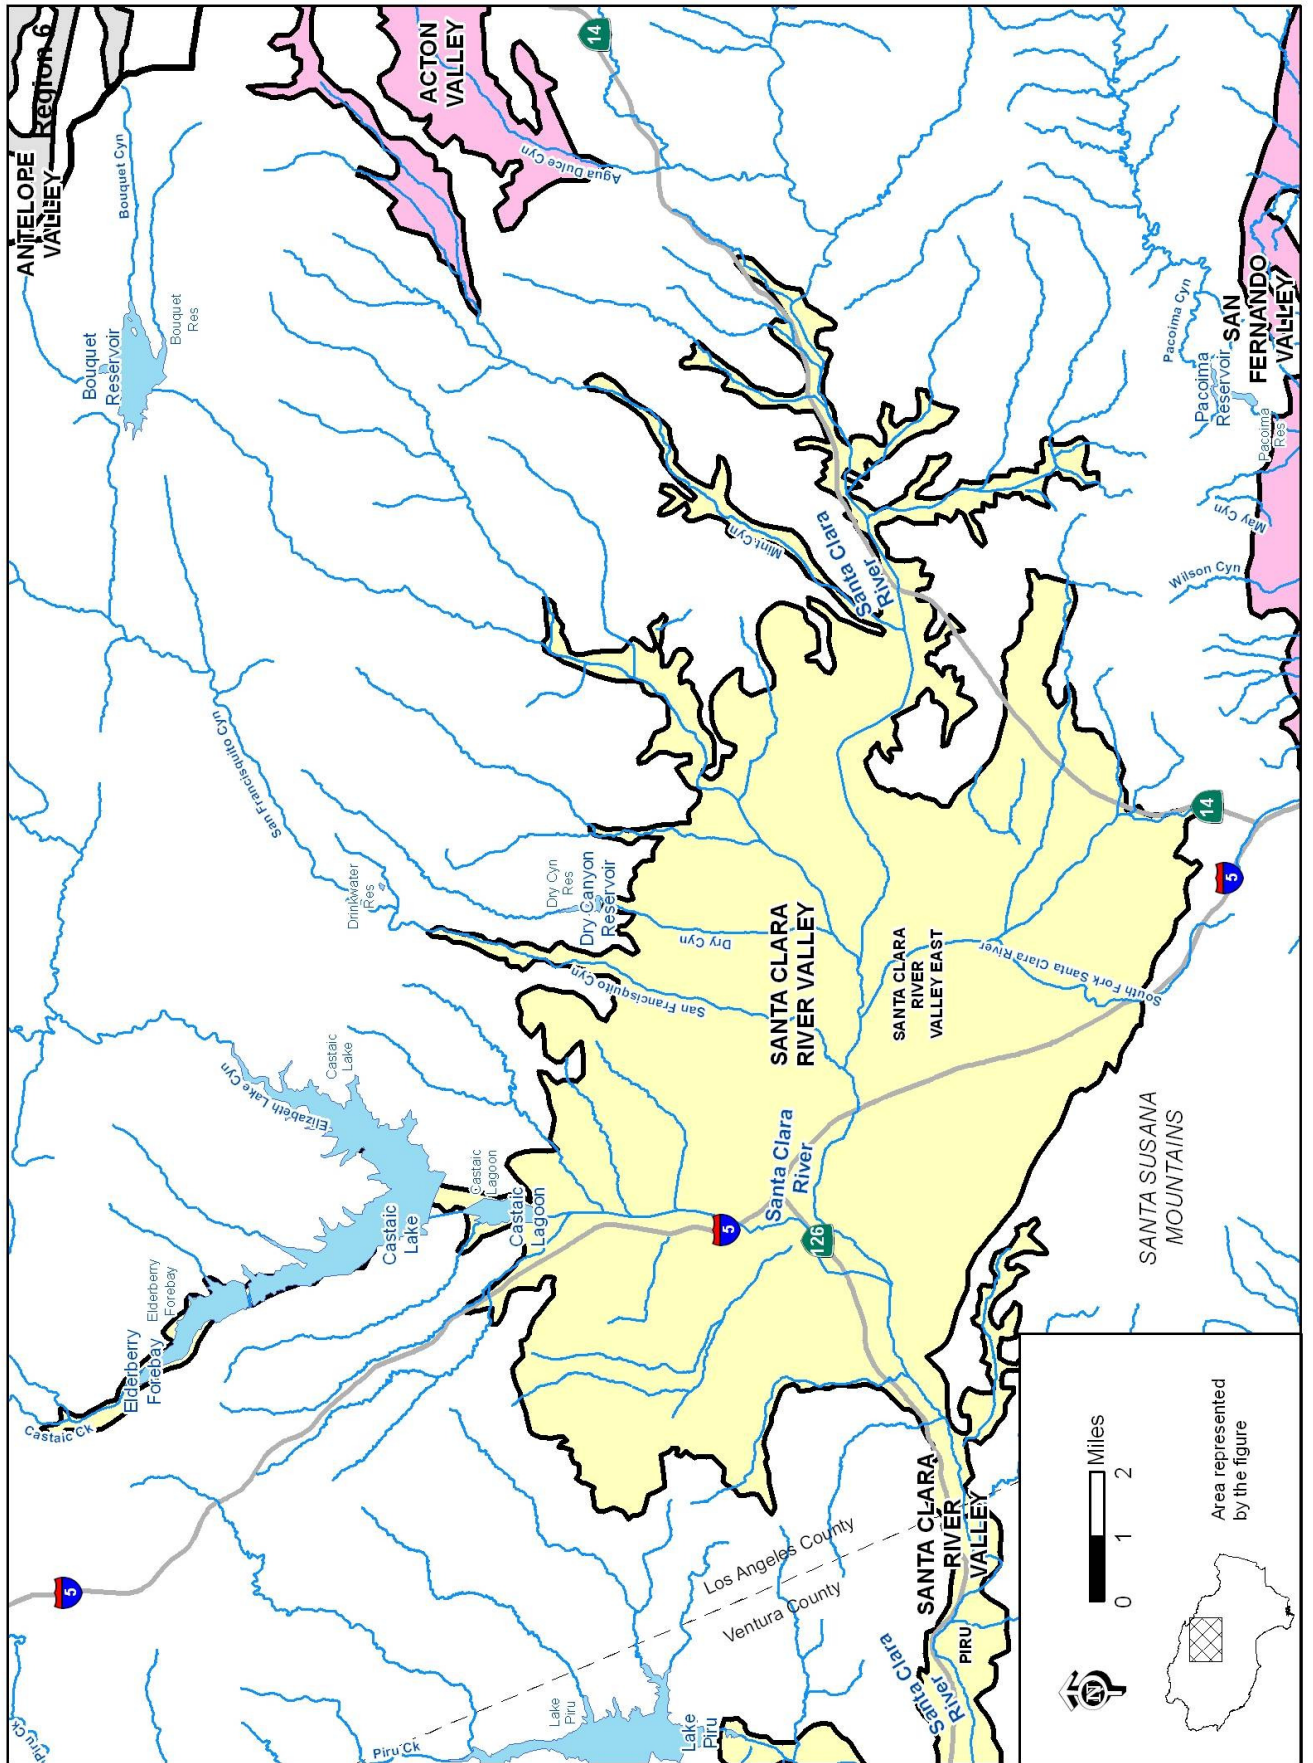 ANTELOPE
VALLEY
Region 6
Bouquet Cyn
Bouquet
Reservoir
Bouquet
Res
ACTON
VALLEY
Agua Dulce Cyn
14
Piru Ck
5
Castaic Ck
Elderberry
Forebay
Elderberry
Forebay
Elizabeth Lake Cyn
Castaic
Lake
Castaic
Lake
Castaic
Lagoon
Castaic
Lagoon
San Francisquito Cyn
Drinkwater
Res
Dry Cyn
Res
Dry Canyon
Reservoir
San Francisquito Cyn
Dry Cyn
Mint Cyn
Santa Clara
River
Piru Ck
Lake
Piru
Lake
Piru
Los Angeles County
Ventura County
5
Santa Clara
River
126
SANTA CLARA
RIVER VALLEY
SANTA CLARA
RIVER
VALLEY EAST
South Fork Santa Clara River
Santa Clara
River
PIRU
SANTA CLARA
RIVER
VALLEY
SANTA SUSANA
MOUNTAINS
5
14
Wilson Cyn
May Cyn
Pacoima Cyn
Pacoima
Reservoir
Pacoima
Res
SAN
FERNANDO
VALLEY
N
0 1 2 Miles
Area represented
by the figure